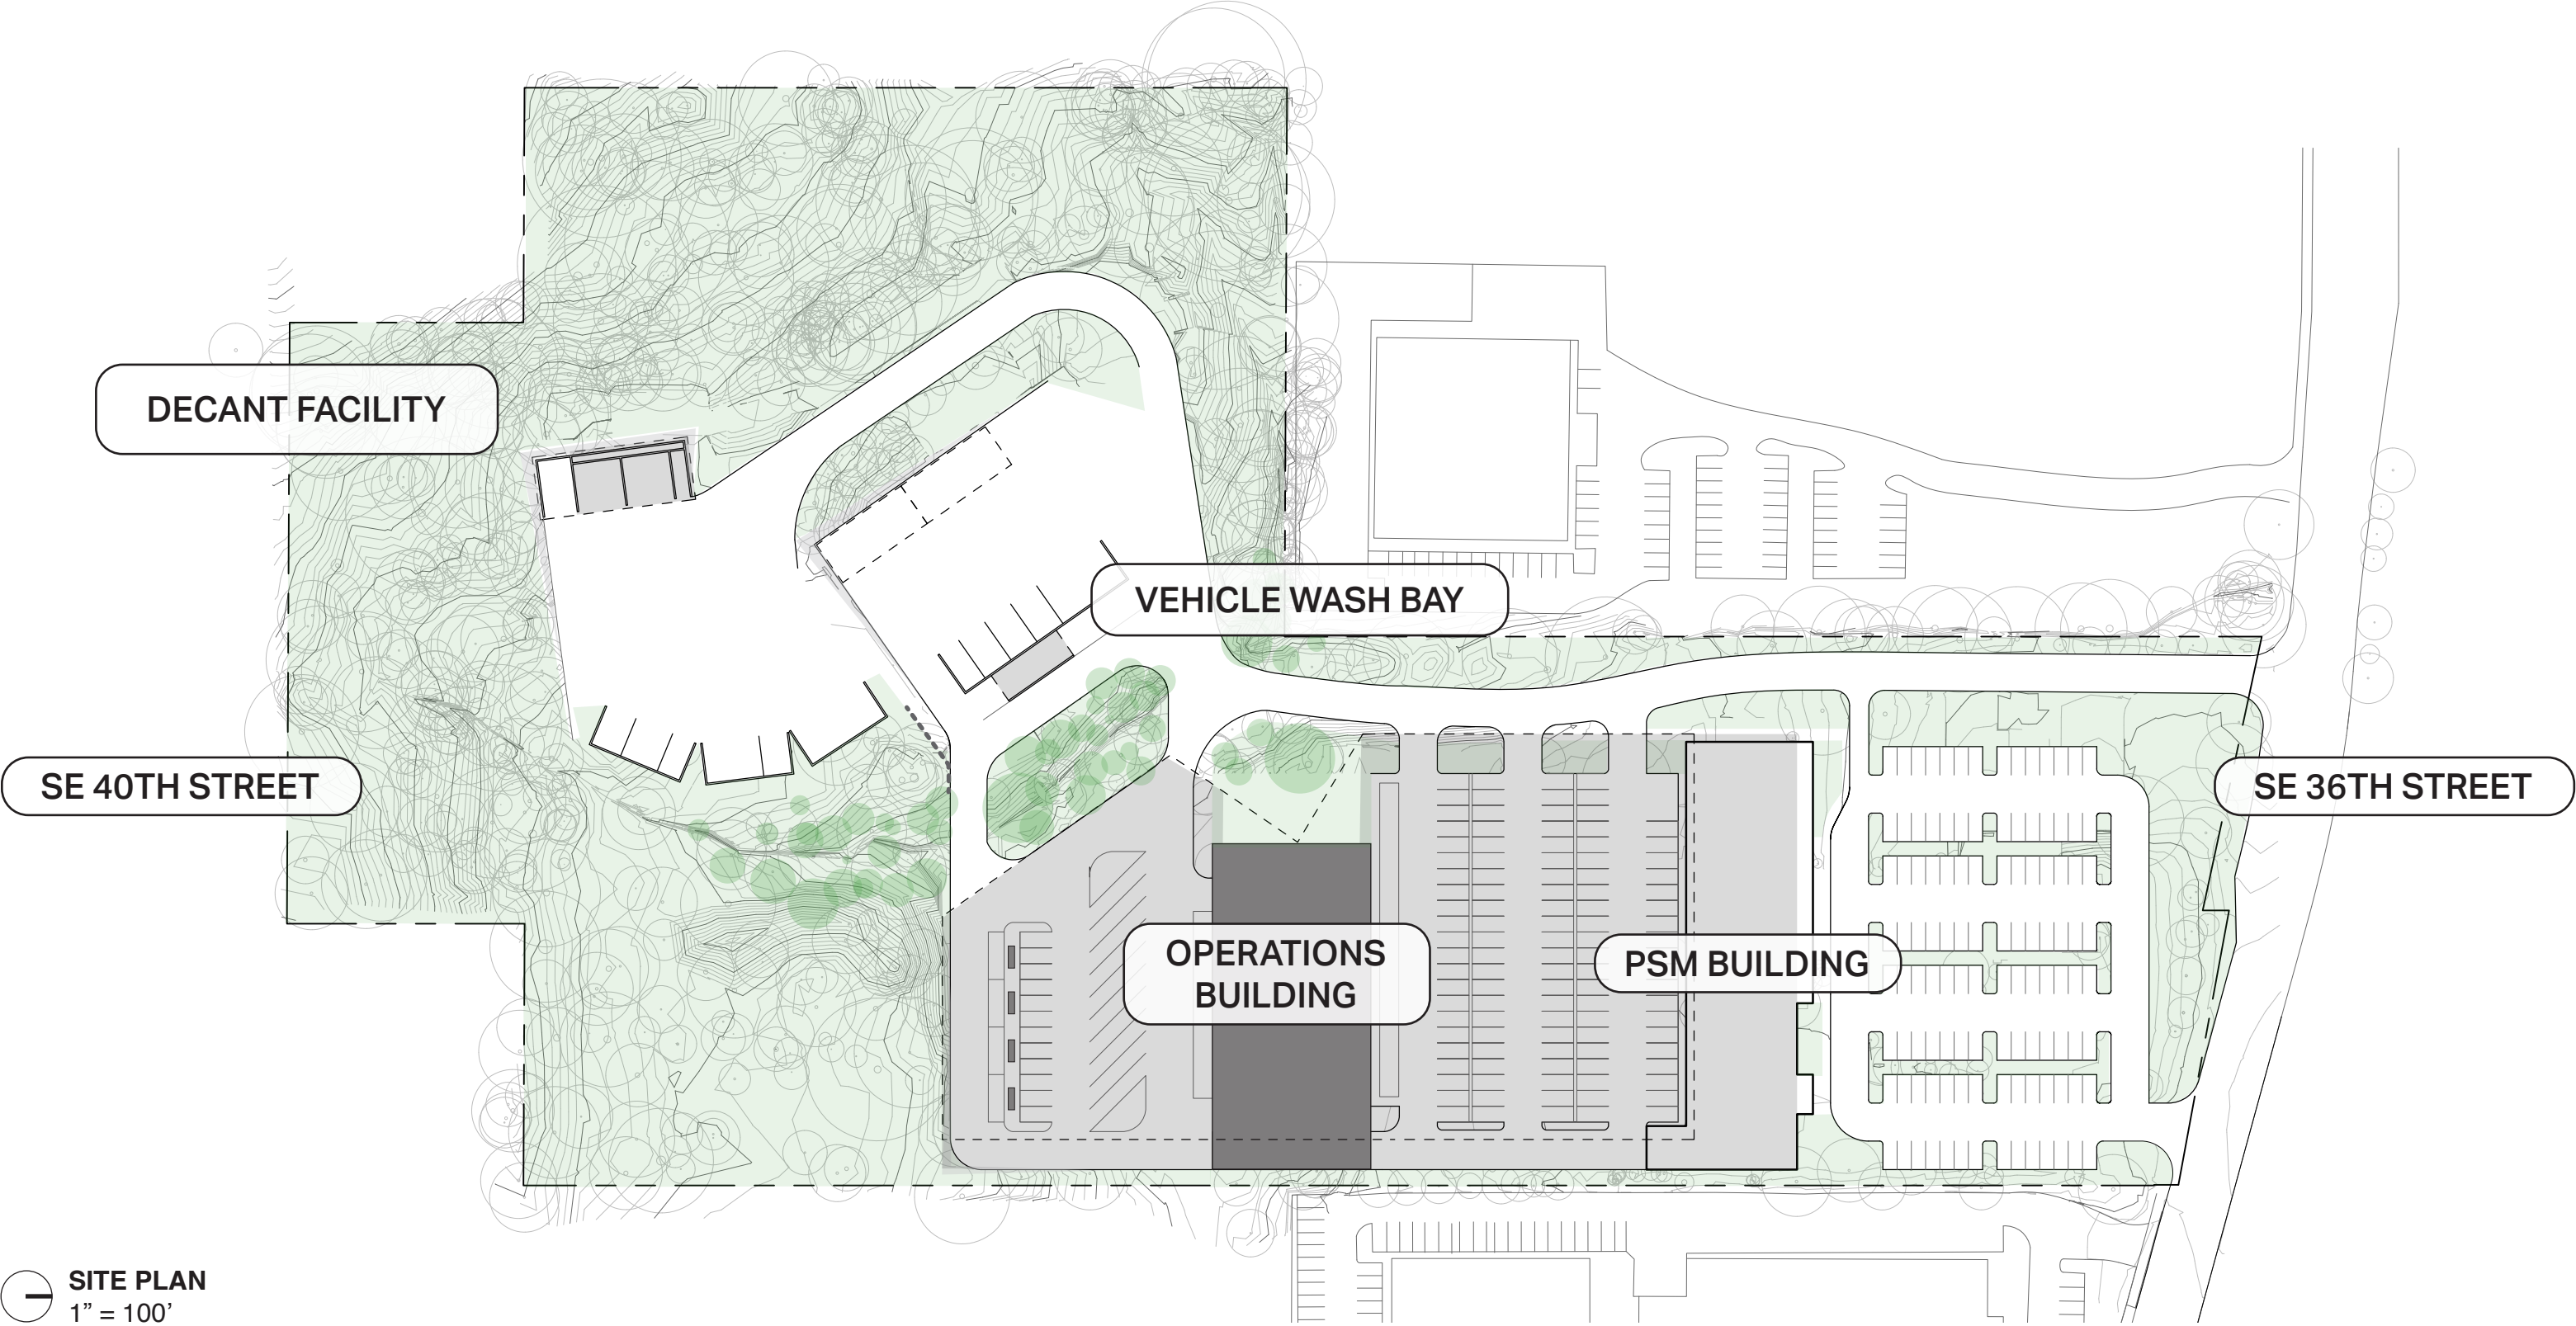 DECANT FACILITY
VEHICLE WASH BAY
SE 40TH STREET
SE 36TH STREET
OPERATIONS
BUILDING
PSM BUILDING
SITE PLAN
1” = 100’